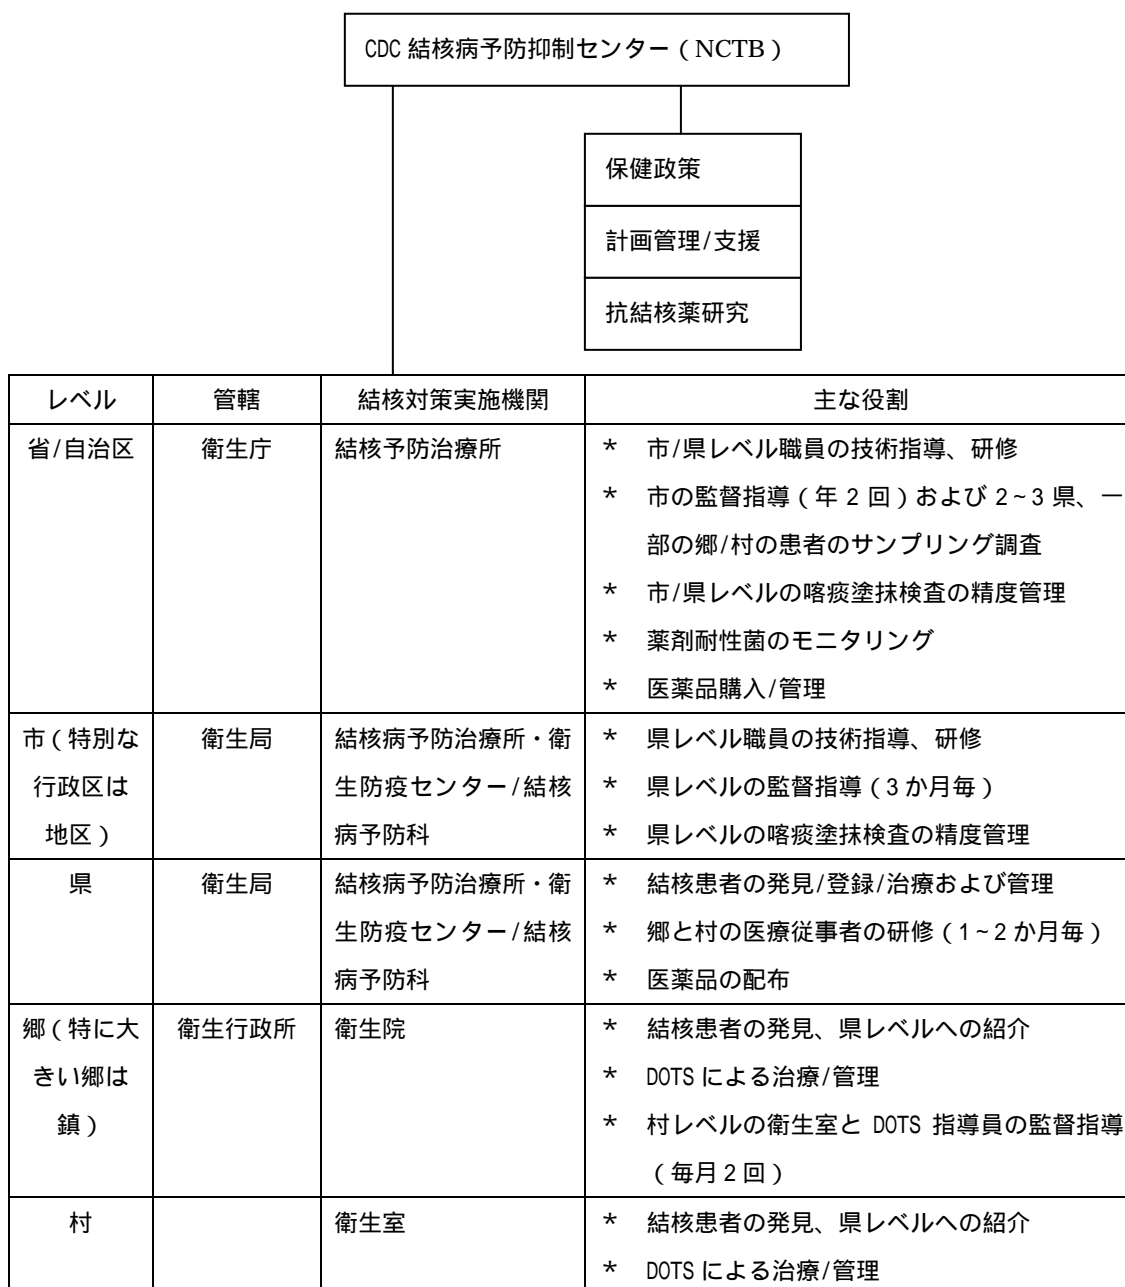 CDC 結核病予防抑制センター（NCTB）
保健政策
計画管理/支援
抗結核薬研究
レベル 管轄 結核対策実施機関 主な役割
省/自治区 衛生庁 結核予防治療所 * 市/県レベル職員の技術指導、研修
* 市の監督指導（年 2 回）および 2~3 県、一
部の郷/村の患者のサンプリング調査
* 市/県レベルの喀痰塗抹検査の精度管理
* 薬剤耐性菌のモニタリング
* 医薬品購入/管理
市（特別な 衛生局 結核病予防治療所・衛 * 県レベル職員の技術指導、研修
行政区は 生防疫センター/結核 * 県レベルの監督指導（3 か月毎）
地区） 病予防科 * 県レベルの喀痰塗抹検査の精度管理
県 衛生局 結核病予防治療所・衛 * 結核患者の発見/登録/治療および管理
生防疫センター/結核 * 郷と村の医療従事者の研修（1~2 か月毎）
病予防科 * 医薬品の配布
郷（特に大 衛生行政所 衛生院 * 結核患者の発見、県レベルへの紹介
きい郷は * DOTS による治療/管理
鎮） * 村レベルの衛生室と DOTS 指導員の監督指導
（毎月 2 回）
村 衛生室 * 結核患者の発見、県レベルへの紹介
* DOTS による治療/管理